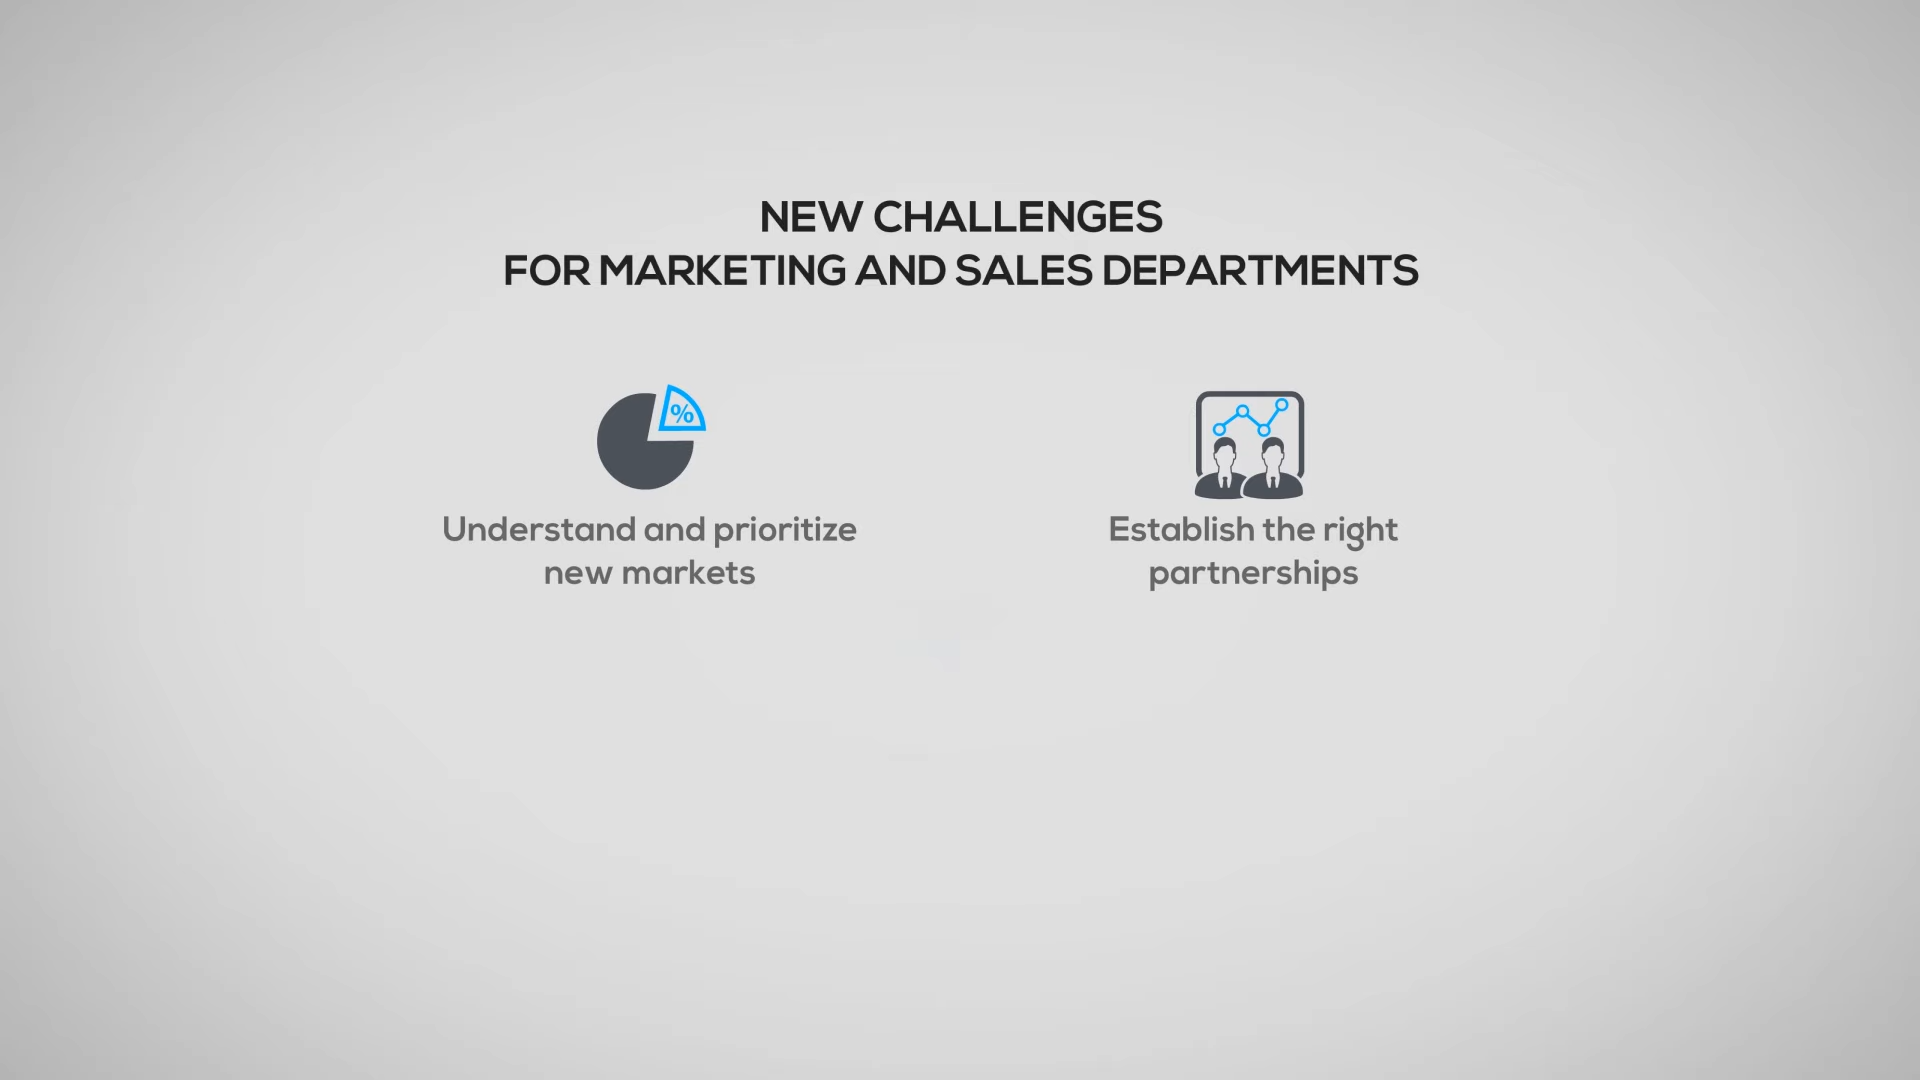 NEW CHALLENGES
FOR MARKETING AND SALES DEPARTMENTS
%
Understand and prioritize
new markets
Establish the right
partnerships